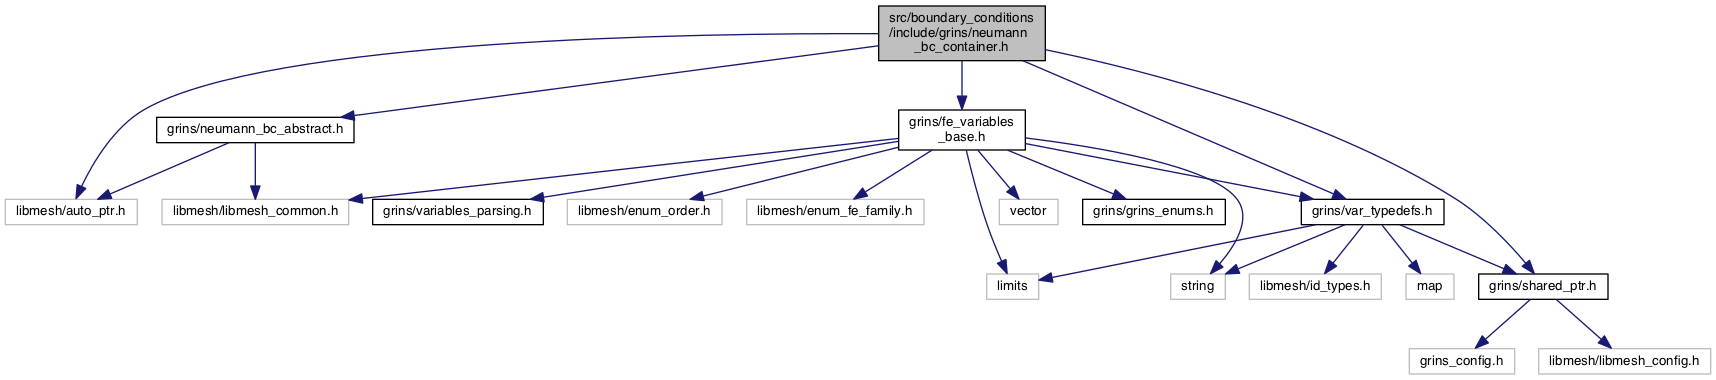 src/boundary_conditions
/include/grins/neumann
_bc_container.h
grins/neumann_bc_abstract.h
grins/fe_variables
_base.h
libmesh/auto_ptr.h
libmesh/libmesh_common.h
grins/variables_parsing.h
libmesh/enum_order.h
libmesh/enum_fe_family.h
vector
grins/grins_enums.h
grins/var_typedefs.h
limits
string
libmesh/id_types.h
map
grins/shared_ptr.h
grins_config.h
libmesh/libmesh_config.h